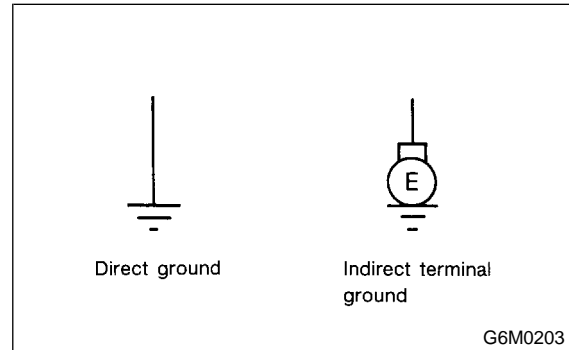 E
Direct ground
Indirect terminal
ground
G6M0203